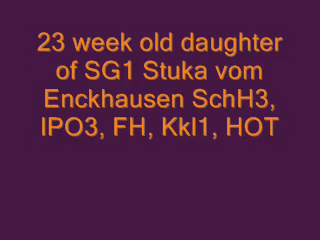 23 week old daughter
of SG1 Stuka vom
Enckhausen SchH3,
IPO3, FH, Kkl1, HOT